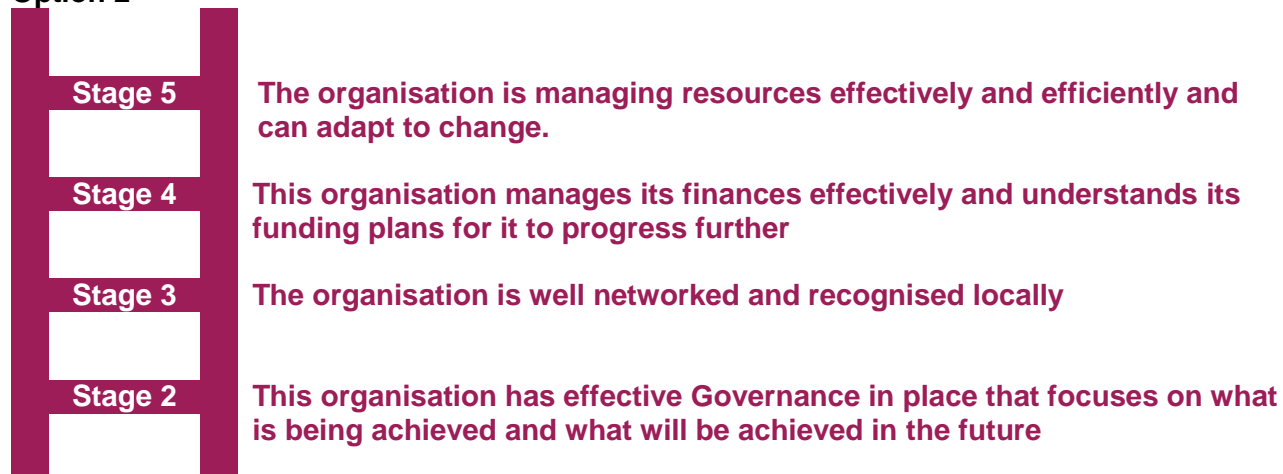 Stage 5 The organisation is managing resources effectively and efficiently and
can adapt to change.
Stage 4 This organisation manages its finances effectively and understands its
funding plans for it to progress further
Stage 3 The organisation is well networked and recognised locally
Stage 2 This organisation has effective Governance in place that focuses on what
is being achieved and what will be achieved in the future